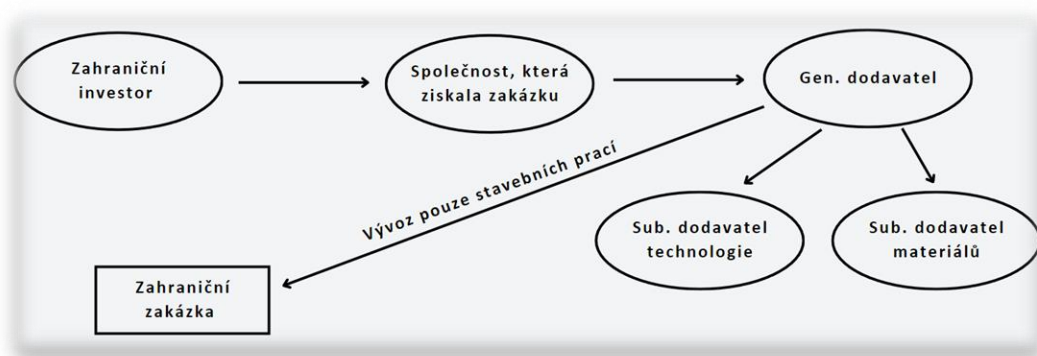 Zahraniční
investor
Společnost, která
získala zakázku
Gen. dodavatel
Vývoz pouze stavebních prací
Sub. dodavatel
technologie
Sub. dodavatel
materiálů
Zahraniční
zakázka